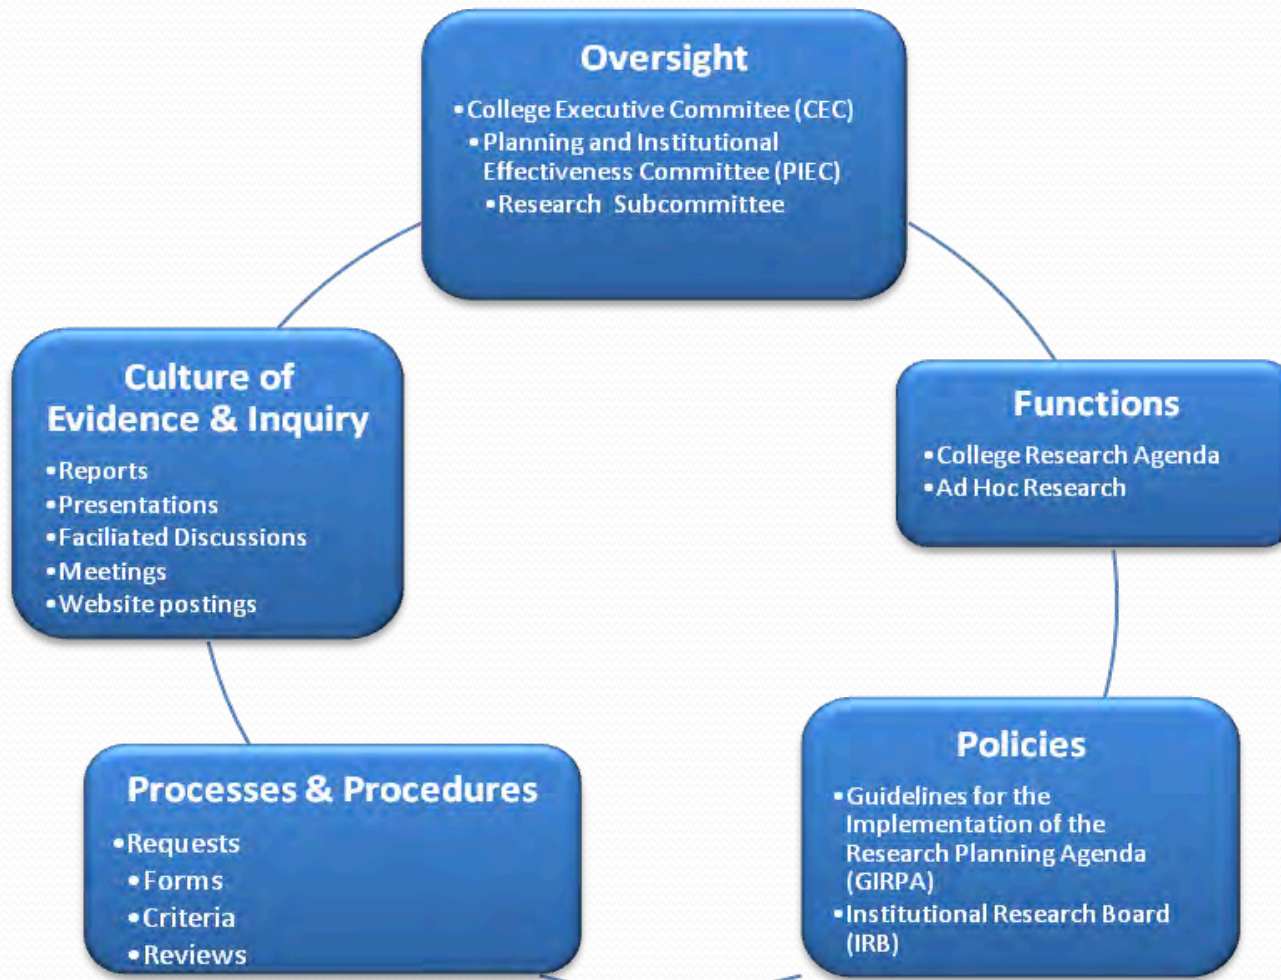 Oversight
•College Executive Commitee (CEC)
•Planning and Institutional
Effectiveness Committee (PIEC)
•Research Subcommittee
Culture of
Evidence & Inquiry
•Reports
•Presentations
•Faciliated Discussions
•Meetings
•Website postings
Functions
•College Research Agenda
•Ad Hoc Research
Processes & Procedures
•Requests
•Forms
•Criteria
•Reviews
Policies
•Guidelines for the
Implementation of the
Research Planning Agenda
(GIRPA)
•Institutional Research Board
(IRB)